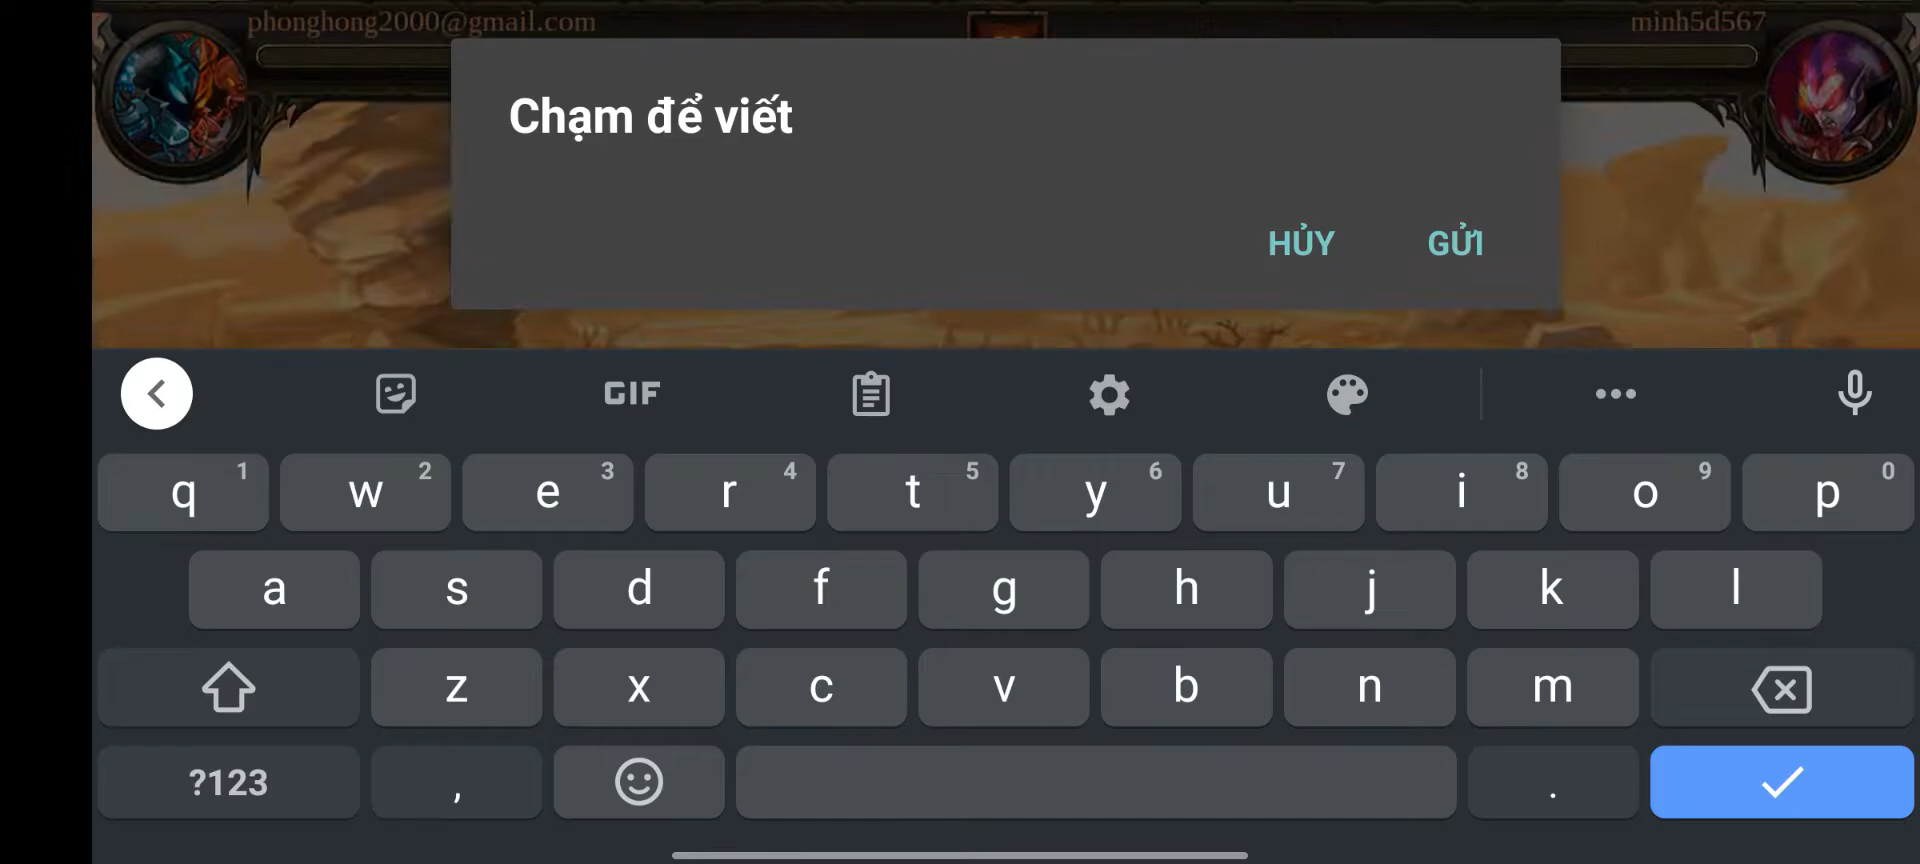 phonghong2000@gmail.com
minh5d567
Chạm để viết
HỦY GỬI
GIF
q 1 w 2 e 3 r 4 t 5 y 6 u 7 i 8 o 9 p 0
a s d f g h j k l
z x c v b n m
?123 , .